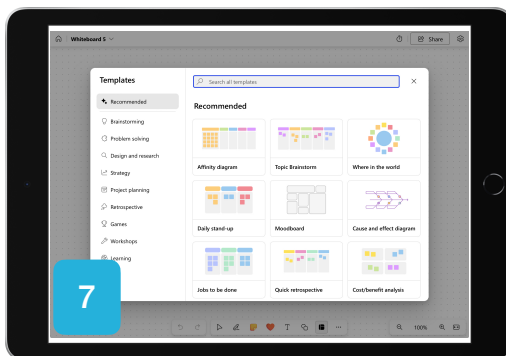 Whiteboard 5
Share
Templates
Search all templates
Recommended
Brainstorming
Problem solving
Design and research
Strategy
Project planning
Retrospective
Games
Workshops
Learning
Recommended
Affinity diagram
Topic Brainstorm
Where in the world
Daily stand-up
Moodboard
Cause and effect diagram
Jobs to be done
Quick retrospective
Cost/benefit analysis
7
T
100%